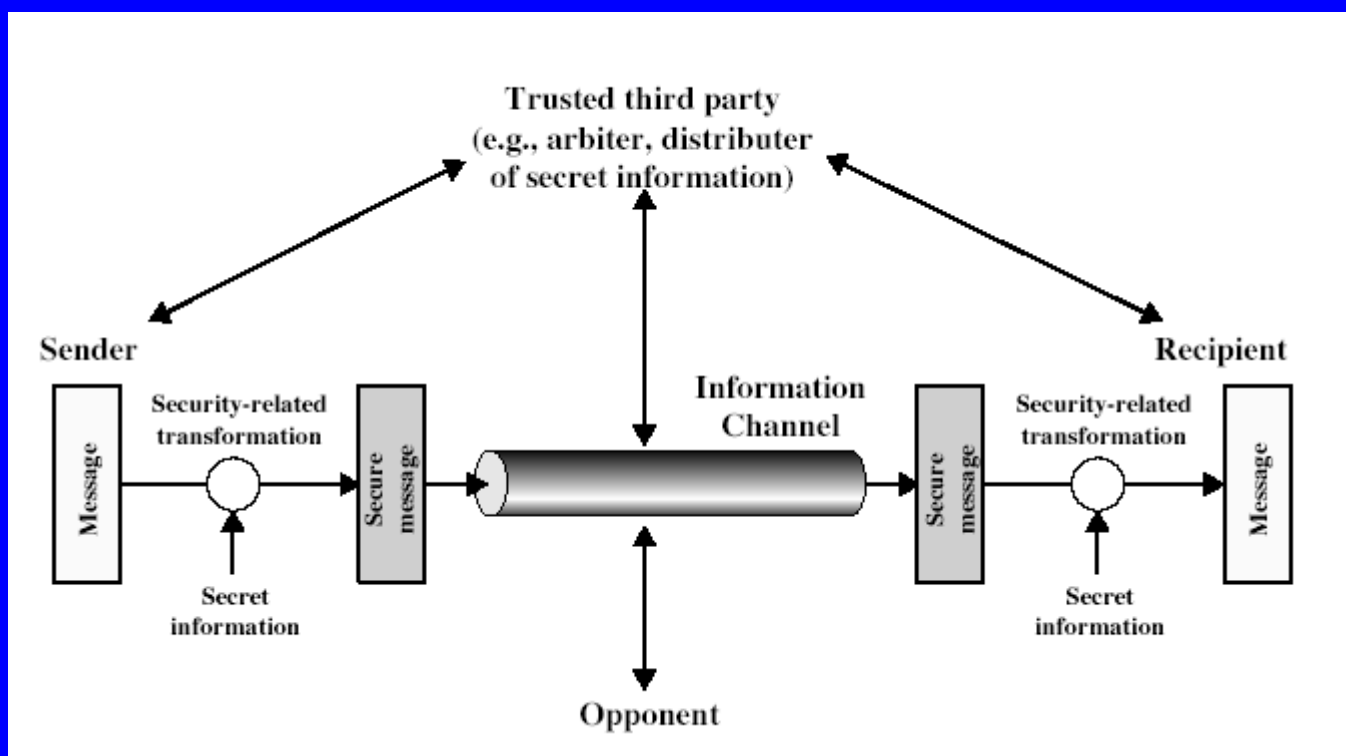 Trusted third party
(e.g., arbiter, distributer
of secret information)
Sender
Recipient
Information
Channel
Security-related
transformation
Security-related
transformation
Message
Secure
message
Secure
message
Message
Secret
information
Secret
information
Opponent